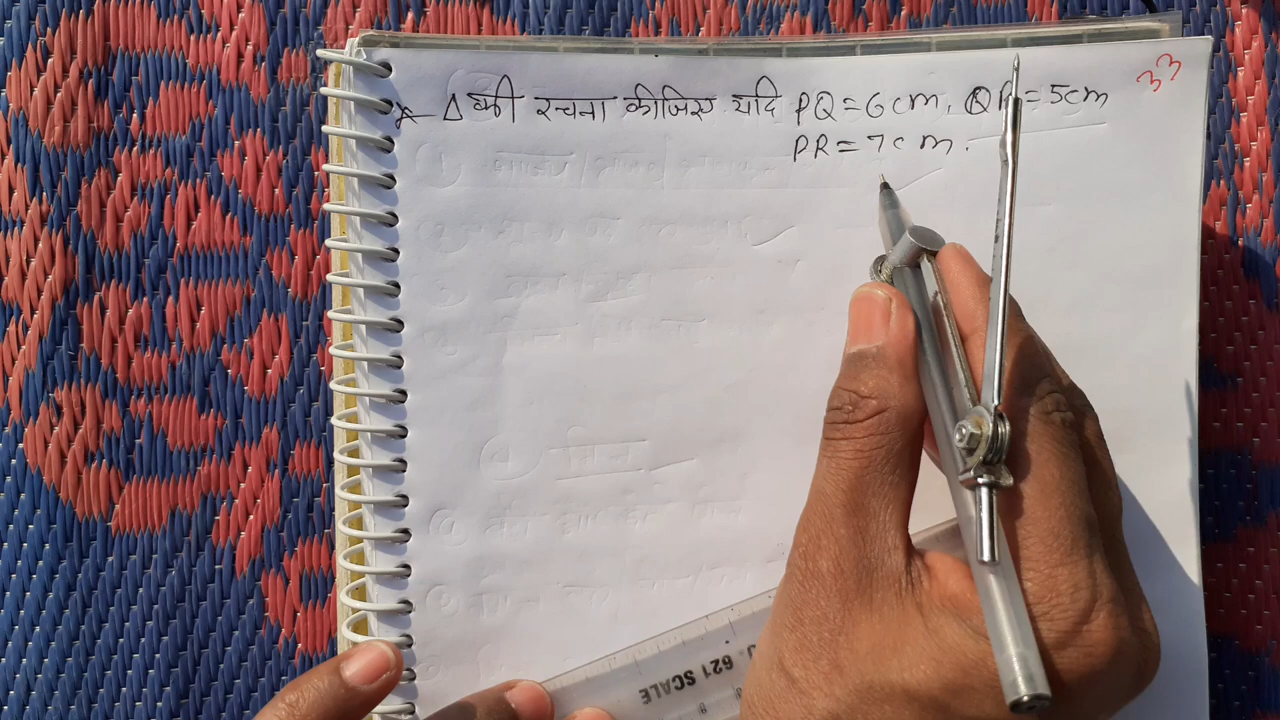 * Δ की रचना कीजिए यदि PQ = 6 cm, QR = 5 cm
PR = 7 cm.
33
J. 621 SCALE